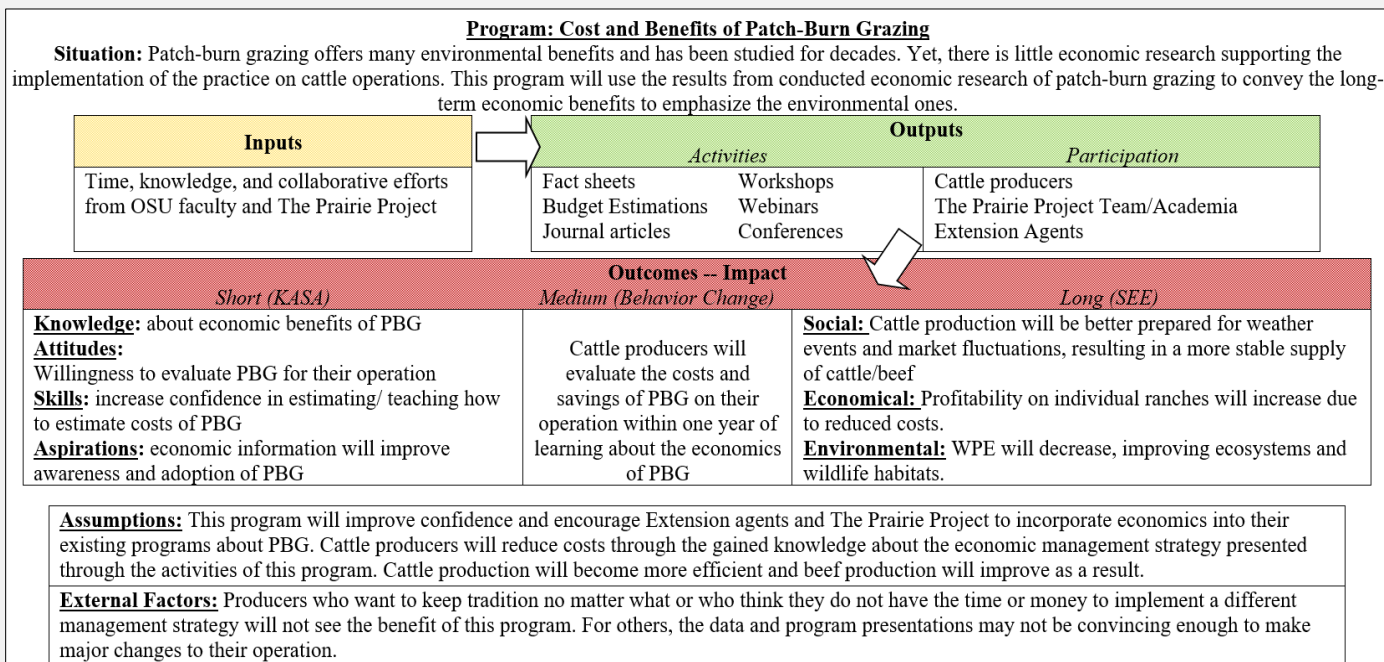 Program: Cost and Benefits of Patch-Burn Grazing
Situation: Patch-burn grazing offers many environmental benefits and has been studied for decades. Yet, there is little economic research supporting the
implementation of the practice on cattle operations. This program will use the results from conducted economic research of patch-burn grazing to convey the long-
term economic benefits to emphasize the environmental ones.
Inputs
Time, knowledge, and collaborative efforts
from OSU faculty and The Prairie Project
Outputs
Activities
Participation
Fact sheets
Budget Estimations
Journal articles
Workshops
Webinars
Conferences
Cattle producers
The Prairie Project Team/Academia
Extension Agents
Outcomes -- Impact
Short (KASA)
Medium (Behavior Change)
Long (SEE)
Knowledge: about economic benefits of PBG
Attitudes:
Willingness to evaluate PBG for their operation
Skills: increase confidence in estimating/ teaching how
to estimate costs of PBG
Aspirations: economic information will improve
awareness and adoption of PBG
Cattle producers will
evaluate the costs and
savings of PBG on their
operation within one year of
learning about the economics
of PBG
Social: Cattle production will be better prepared for weather
events and market fluctuations, resulting in a more stable supply
of cattle/beef
Economical: Profitability on individual ranches will increase due
to reduced costs.
Environmental: WPE will decrease, improving ecosystems and
wildlife habitats.
Assumptions: This program will improve confidence and encourage Extension agents and The Prairie Project to incorporate economics into their
existing programs about PBG. Cattle producers will reduce costs through the gained knowledge about the economic management strategy presented
through the activities of this program. Cattle production will become more efficient and beef production will improve as a result.
External Factors: Producers who want to keep tradition no matter what or who think they do not have the time or money to implement a different
management strategy will not see the benefit of this program. For others, the data and program presentations may not be convincing enough to make
major changes to their operation.